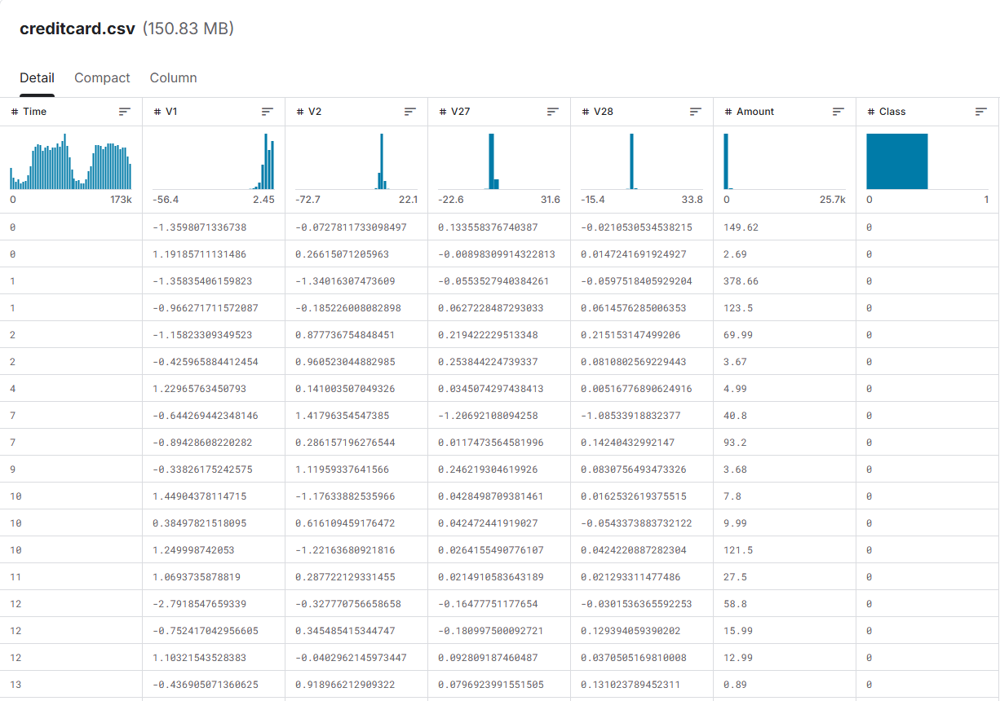 creditcard.csv (150.83 MB)
Detail Compact Column
# Time # V1 # V2 # V27 # V28 # Amount # Class
0 173k -56.4 2.45 -72.7 22.1 -22.6 31.6 -15.4 33.8 0 25.7k 0 1
0 -1.3598071336738 -0.0727811733098497 0.133558376740387 -0.0210530534538215 149.62 0
0 1.19185711131486 0.26615071205963 -0.00898309914322813 0.0147241691924927 2.69 0
1 -1.35835406159823 -1.34016307473609 -0.0553527940384261 -0.0597518405929204 378.66 0
1 -0.966271711572087 -0.185226008082898 0.0627228487293033 0.0614576285006353 123.5 0
2 -1.15823309349523 0.877736754848451 0.219422229513348 0.215153147499206 69.99 0
2 -0.425965884412454 0.960523044882985 0.253844224739337 0.0810802569229443 3.67 0
4 1.22965763450793 0.141003507049326 0.0345074297438413 0.00516776890624916 4.99 0
7 -0.644269442348146 1.41796354547385 -1.20692108094258 -1.08533918832377 40.8 0
7 -0.89428608220282 0.286157196276544 0.0117473564581996 0.14240432992147 93.2 0
9 -0.33826175242575 1.11959337641566 0.246219304619926 0.0830756493473326 3.68 0
10 1.44904378114715 -1.17633882535966 0.0428498709381461 0.0162532619375515 7.8 0
10 0.38497821518095 0.616109459176472 0.042472441919027 -0.0543373883732122 9.99 0
10 1.249998742053 -1.22163680921816 0.0264155490776107 0.0424220887282304 121.5 0
11 1.0693735878819 0.287722129331455 0.0214910583643189 0.021293311477486 27.5 0
12 -2.7918547659339 -0.327770756658658 -0.16477751177654 -0.0301536365592253 58.8 0
12 -0.752417042956605 0.345485415344747 -0.180997500092721 0.129394059390202 15.99 0
12 1.10321543528383 -0.0402962145973447 0.092809187460487 0.0370505169810008 12.99 0
13 -0.436905071360625 0.918966212909322 0.0796923991551505 0.131023789452311 0.89 0